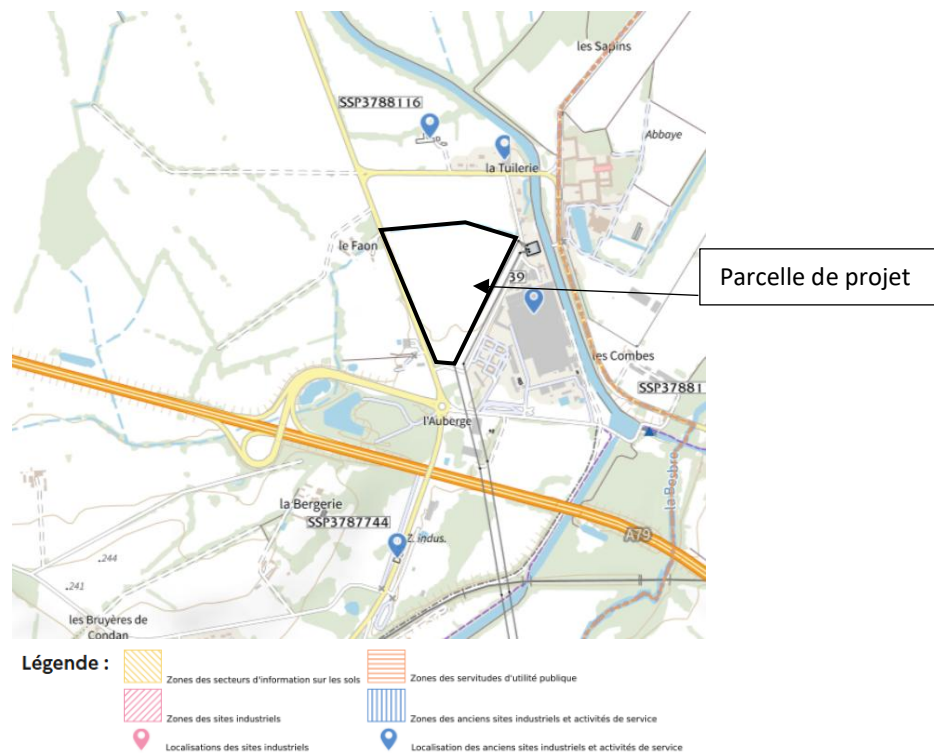 les Sapins
SSP3788116
Abbaye
la Tuilerie
le Faon
Parcelle de projet
39
les Combes
SSP37881
l'Auberge
la Bergerie
SSP3787744
Z. indus.
la Besbre
A79
.244
.241
les Bruyères de
Condan
Légende :
Zones des secteurs d'information sur les sols
Zones des servitudes d'utilité publique
Zones des sites industriels
Zones des anciens sites industriels et activités de service
Localisations des sites industriels
Localisation des anciens sites industriels et activités de service